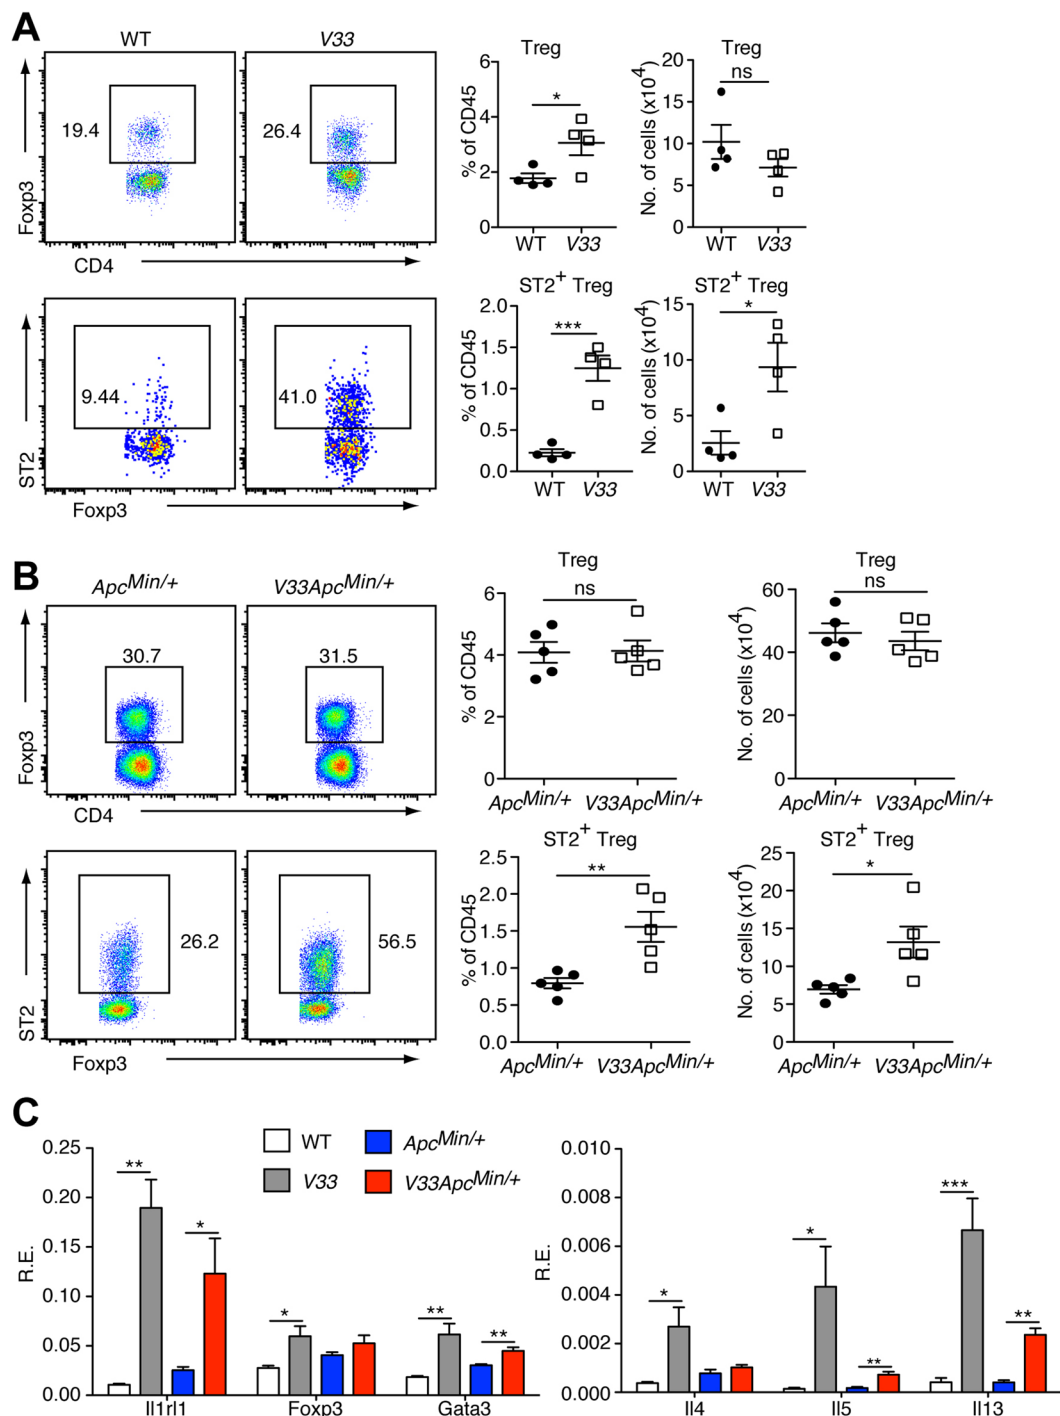 A
WT V33
19.4
26.4
Foxp3
CD4
Treg
% of CD45
6
4
2
0
*
WT V33
Treg
No. of cells (x10^4)
20
15
10
5
0
ns
WT V33
9.44
41.0
ST2
Foxp3
ST2+ Treg
% of CD45
2.0
1.5
1.0
0.5
0.0
***
WT V33
ST2+ Treg
No. of cells (x10^4)
15
10
5
0
*
WT V33
B
ApcMin/+ V33ApcMin/+
30.7
31.5
Foxp3
CD4
Treg
ns
% of CD45
6
4
2
0
ApcMin/+ V33ApcMin/+
Treg
ns
No. of cells (x10^4)
60
40
20
0
ApcMin/+ V33ApcMin/+
26.2
56.5
ST2
Foxp3
ST2+ Treg
% of CD45
2.5
2.0
1.5
1.0
0.5
0.0
**
ApcMin/+ V33ApcMin/+
ST2+ Treg
No. of cells (x10^4)
25
20
15
10
5
0
*
ApcMin/+ V33ApcMin/+
C
WT ApcMin/+
V33 V33ApcMin/+
R.E.
0.25
0.20
0.15
0.10
0.05
0.00
** * * ** **
Il1rl1 Foxp3 Gata3
R.E.
0.010
0.008
0.006
0.004
0.002
0.000
* * ** *** **
Il4 Il5 Il13